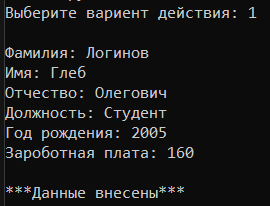 Выберите вариант действия: 1
Фамилия: Логинов
Имя: Глеб
Отчество: Олегович
Должность: Студент
Год рождения: 2005
Зароботная плата: 160
***Данные внесены***